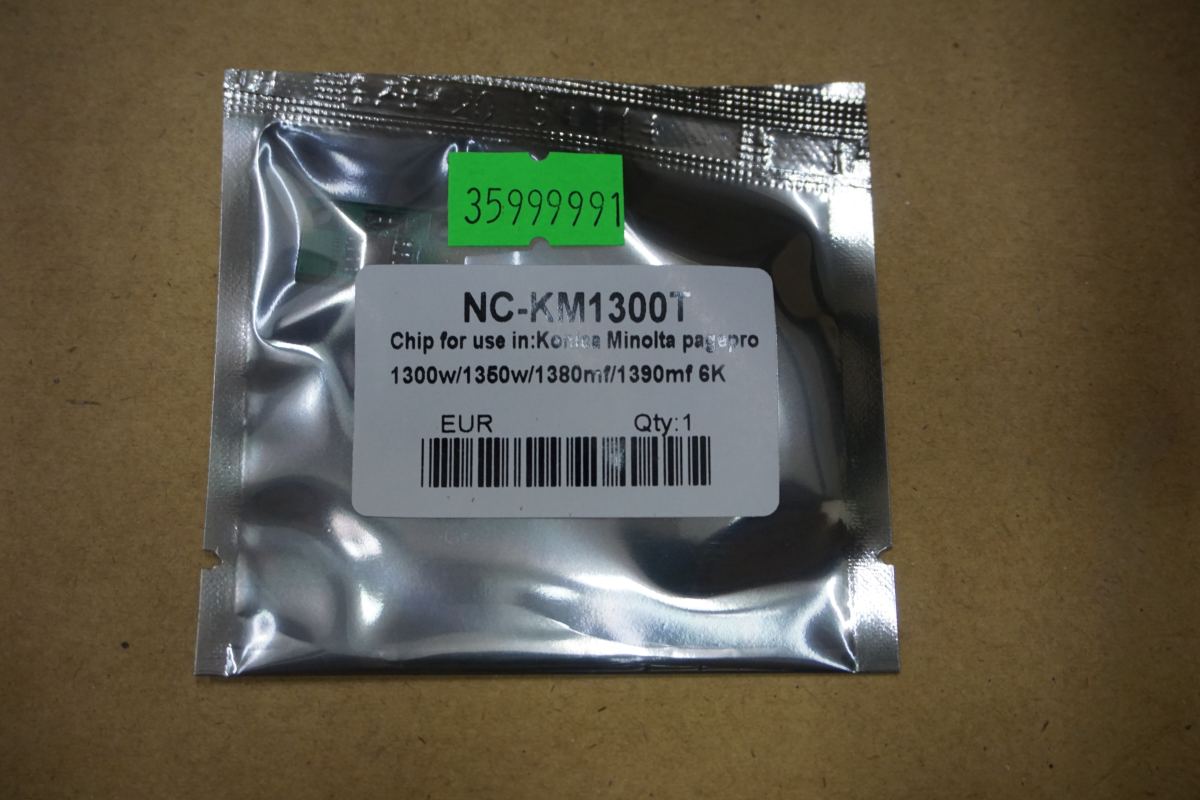 35999991
NC-KM1300T
Chip for use in:Konica Minolta pagepro
1300w/1350w/1380mf/1390mf 6K
EUR Qty:1